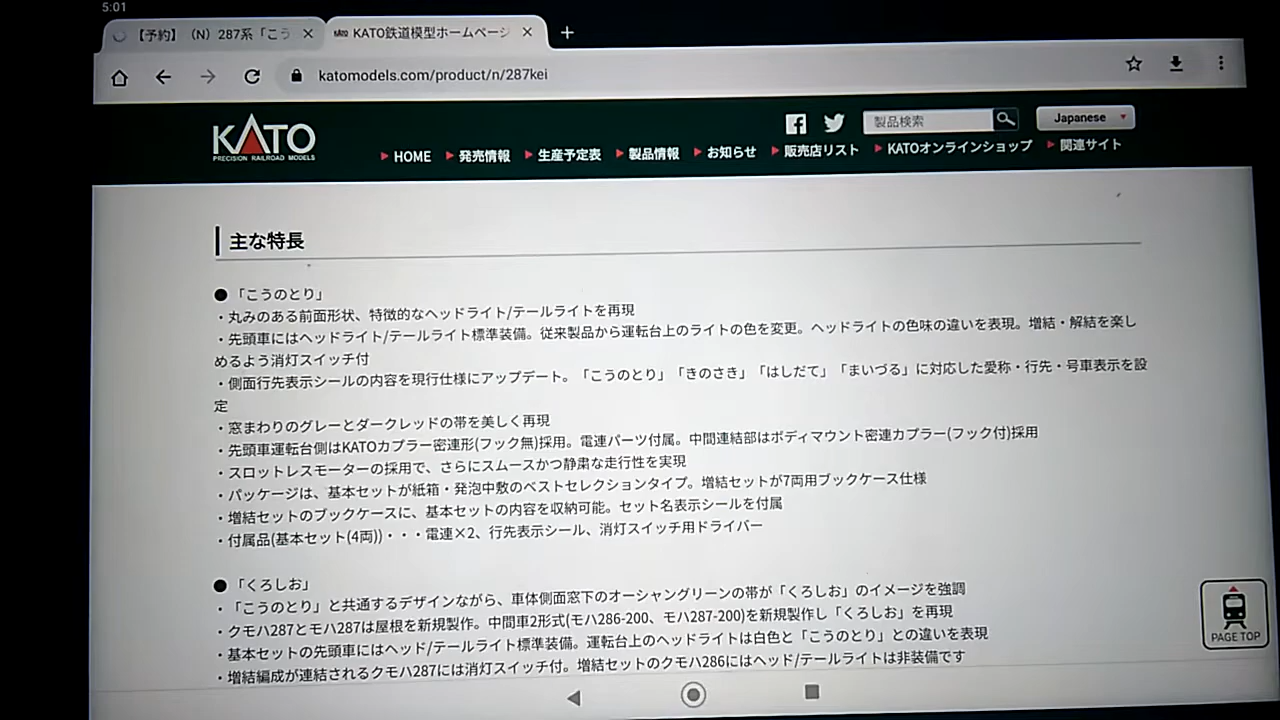 5:01
【予約】（N）287系「こう
KATO鉄道模型ホームページ
katomodels.com/product/n/287kei
KATO
PRECISION RAILROAD MODELS
製品検索
Japanese
HOME
発売情報
生産予定表
製品情報
お知らせ
販売店リスト
KATOオンラインショップ
関連サイト
主な特長
●「こうのとり」
・丸みのある前面形状、特徴的なヘッドライト/テールライトを再現
・先頭車にはヘッドライト/テールライト標準装備。従来製品から運転台上のライトの色を変更。ヘッドライトの色味の違いを表現。増結・解結を楽し
めるよう消灯スイッチ付
・側面行先表示シールの内容を現行仕様にアップデート。「こうのとり」「きのさき」「はしだて」「まいづる」に対応した愛称・行先・号車表示を設
定
・窓まわりのグレーとダークレッドの帯を美しく再現
・先頭車運転台側はKATOカプラー密連形(フック無)採用。電連パーツ付属。中間連結部はボディマウント密連カプラー(フック付)採用
・スロットレスモーターの採用で、さらにスムースかつ静粛な走行性を実現
・パッケージは、基本セットが紙箱・発泡中敷のベストセレクションタイプ。増結セットが7両用ブックケース仕様
・増結セットのブックケースに、基本セットの内容を収納可能。セット名表示シールを付属
・付属品(基本セット(4両))・・・電連×2、行先表示シール、消灯スイッチ用ドライバー
●「くろしお」
・「こうのとり」と共通するデザインながら、車体側面窓下のオーシャングリーンの帯が「くろしお」のイメージを強調
・クモハ287とモハ287は屋根を新規製作。中間車2形式(モハ286-200、モハ287-200)を新規製作し「くろしお」を再現
・基本セットの先頭車にはヘッド/テールライト標準装備。運転台上のヘッドライトは白色と「こうのとり」との違いを表現
・増結編成が連結されるクモハ287には消灯スイッチ付。増結セットのクモハ286にはヘッド/テールライトは非装備です
PAGE TOP